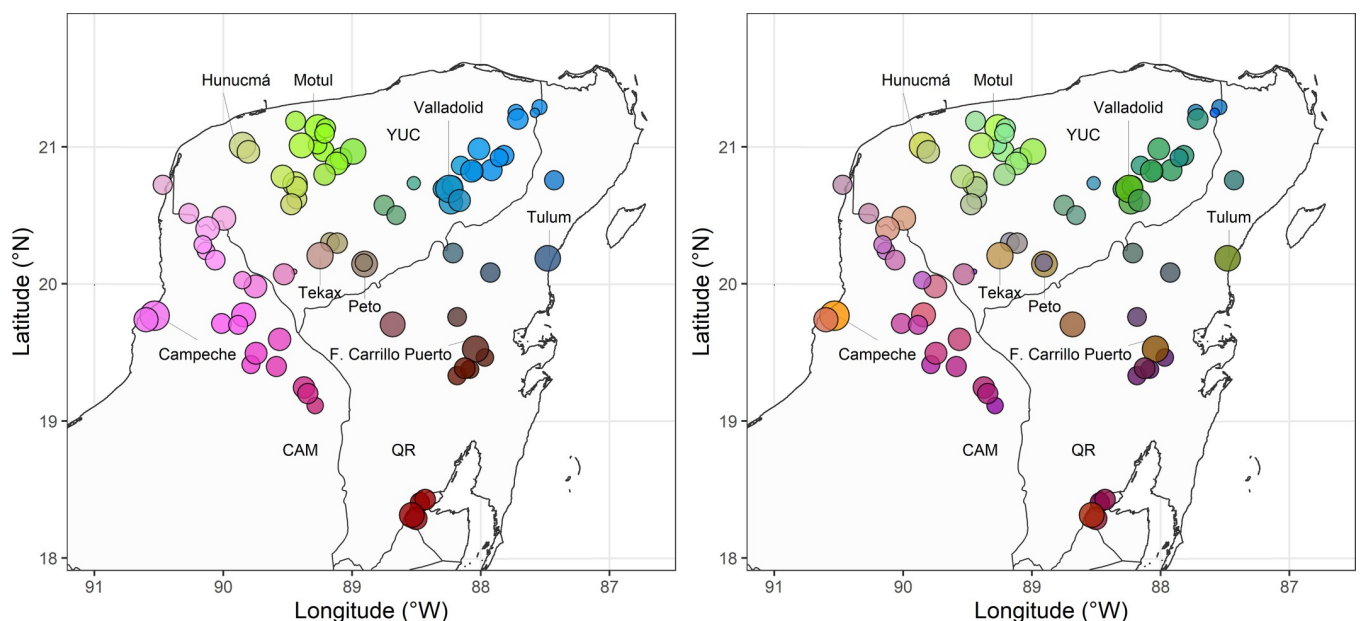 Hunucmá Motul
Valladolid
YUC
21
Tulum
20
Tekax
Peto
Campeche
F. Carrillo Puerto
19
CAM
QR
18
91 90 89 88 87
Longitude (°W)
Latitude (°N)
Hunucmá Motul
Valladolid
YUC
21
Tulum
20
Tekax
Peto
Campeche
F. Carrillo Puerto
19
CAM
QR
18
91 90 89 88 87
Longitude (°W)
Latitude (°N)